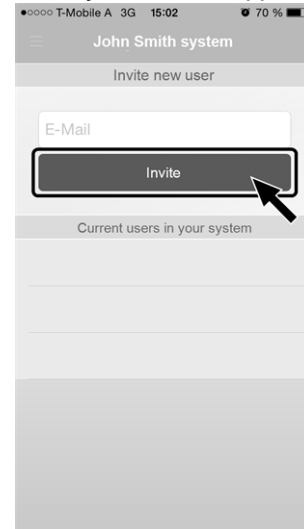 ●○○○○ T-Mobile A 3G 15:02 70 %
John Smith system
Invite new user
E-Mail
Invite
Current users in your system